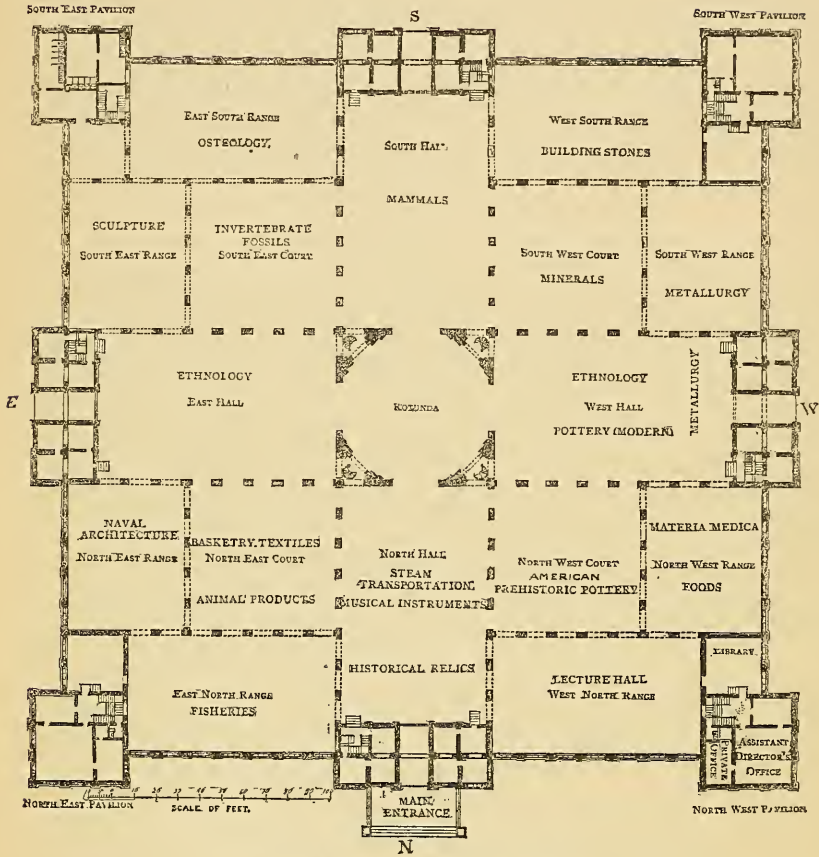 SOUTH EAST PAVILION
S
SOUTH WEST PAVILION
EAST SOUTH RANGE
OSTEOLOGY
SOUTH HALL
MAMMALS
WEST SOUTH RANGE
BUILDING STONES
SCULPTURE
SOUTH EAST RANGE
INVERTEBRATE
FOSSILS
SOUTH EAST COURT
SOUTH WEST COURT
MINERALS
SOUTH WEST RANGE
METALLURGY
E
ETHNOLOGY
EAST HALL
ROTUNDA
ETHNOLOGY
WEST HALL
POTTERY (MODERN)
METALLURGY
W
NAVAL
ARCHITECTURE
NORTH EAST RANGE
BASKETRY, TEXTILES
NORTH EAST COURT
ANIMAL PRODUCTS
NORTH HALL
STEAM
TRANSPORTATION
MUSICAL INSTRUMENTS
HISTORICAL RELICS
NORTH WEST COURT
AMERICAN
PREHISTORIC POTTERY
MATERIA MEDICA
NORTH WEST RANGE
FOODS
EAST NORTH RANGE
FISHERIES
LECTURE HALL
WEST NORTH RANGE
LIBRARY
PRIVATE
OFFICE
ASSISTANT
DIRECTOR'S
OFFICE
NORTH EAST PAVILION
SCALE OF FEET.
MAIN
ENTRANCE
NORTH WEST PAVILION
N